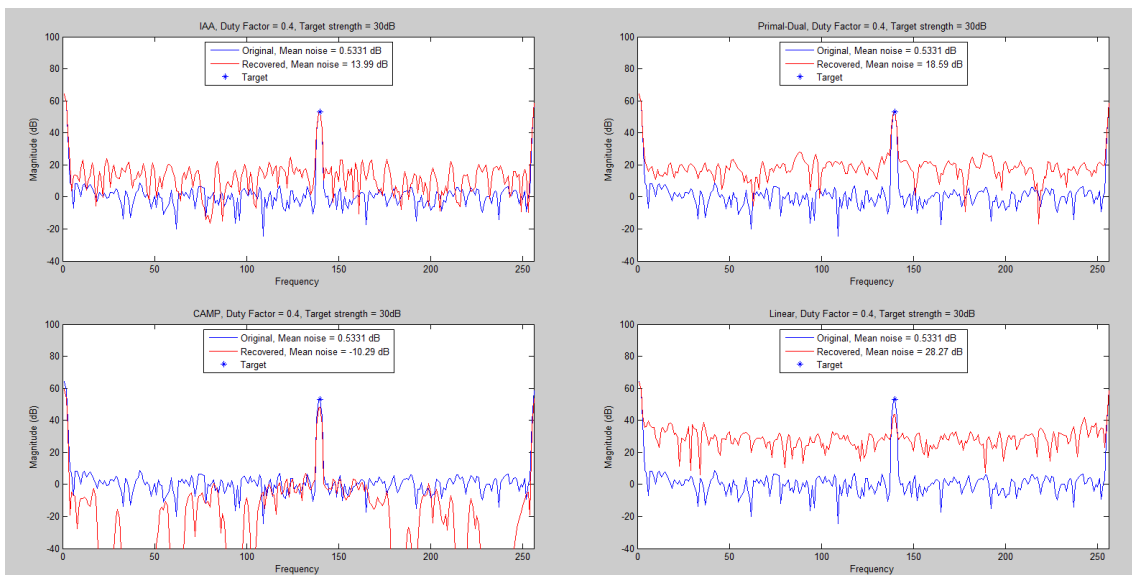 IAA, Duty Factor = 0.4, Target strength = 30dB
Original, Mean noise = 0.5331 dB
Recovered, Mean noise = 13.99 dB
Target
Magnitude (dB)
100
80
60
40
20
0
-20
-40
0
50
100
150
200
250
Frequency
Primal-Dual, Duty Factor = 0.4, Target strength = 30dB
Original, Mean noise = 0.5331 dB
Recovered, Mean noise = 18.59 dB
Target
Magnitude (dB)
100
80
60
40
20
0
-20
-40
0
50
100
150
200
250
Frequency
CAMP, Duty Factor = 0.4, Target strength = 30dB
Original, Mean noise = 0.5331 dB
Recovered, Mean noise = -10.29 dB
Target
Magnitude (dB)
100
80
60
40
20
0
-20
-40
0
50
100
150
200
250
Frequency
Linear, Duty Factor = 0.4, Target strength = 30dB
Original, Mean noise = 0.5331 dB
Recovered, Mean noise = 28.27 dB
Target
Magnitude (dB)
100
80
60
40
20
0
-20
-40
0
50
100
150
200
250
Frequency